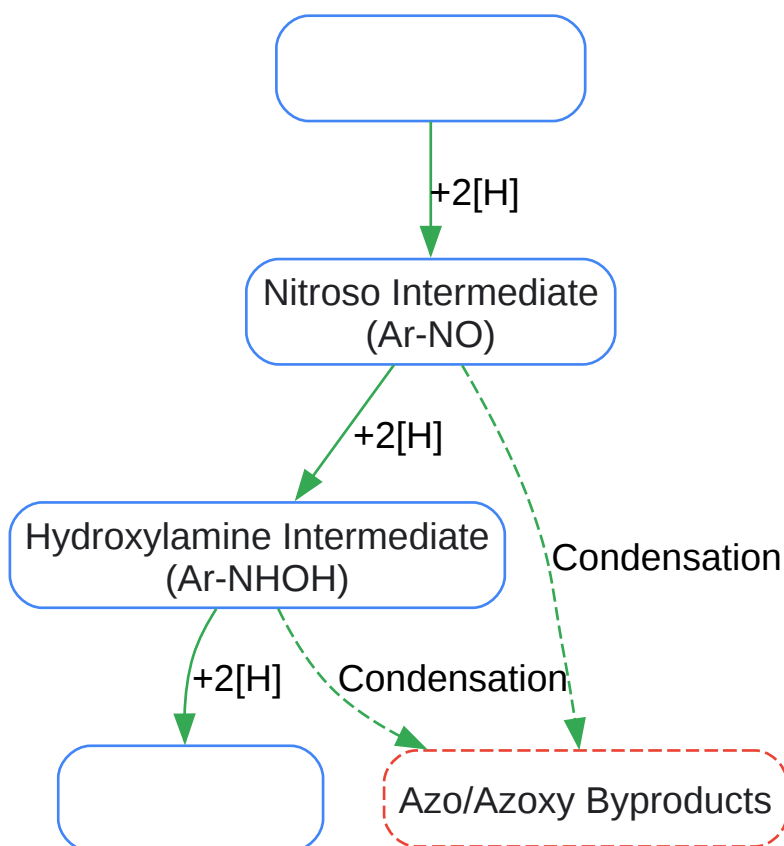 +2[H]
Nitroso Intermediate
(Ar-NO)
+2[H]
Hydroxylamine Intermediate
(Ar-NHOH)
Condensation
+2[H]
Condensation
Azo/Azoxy Byproducts